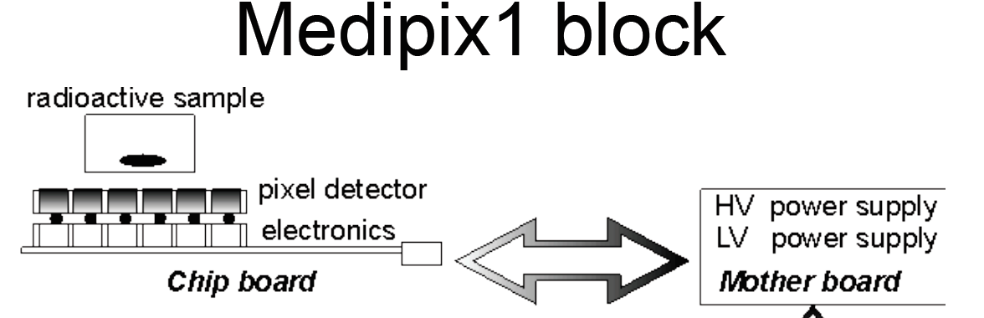 Medipix1 block
radioactive sample
pixel detector
electronics
Chip board
HV power supply
LV power supply
Mother board